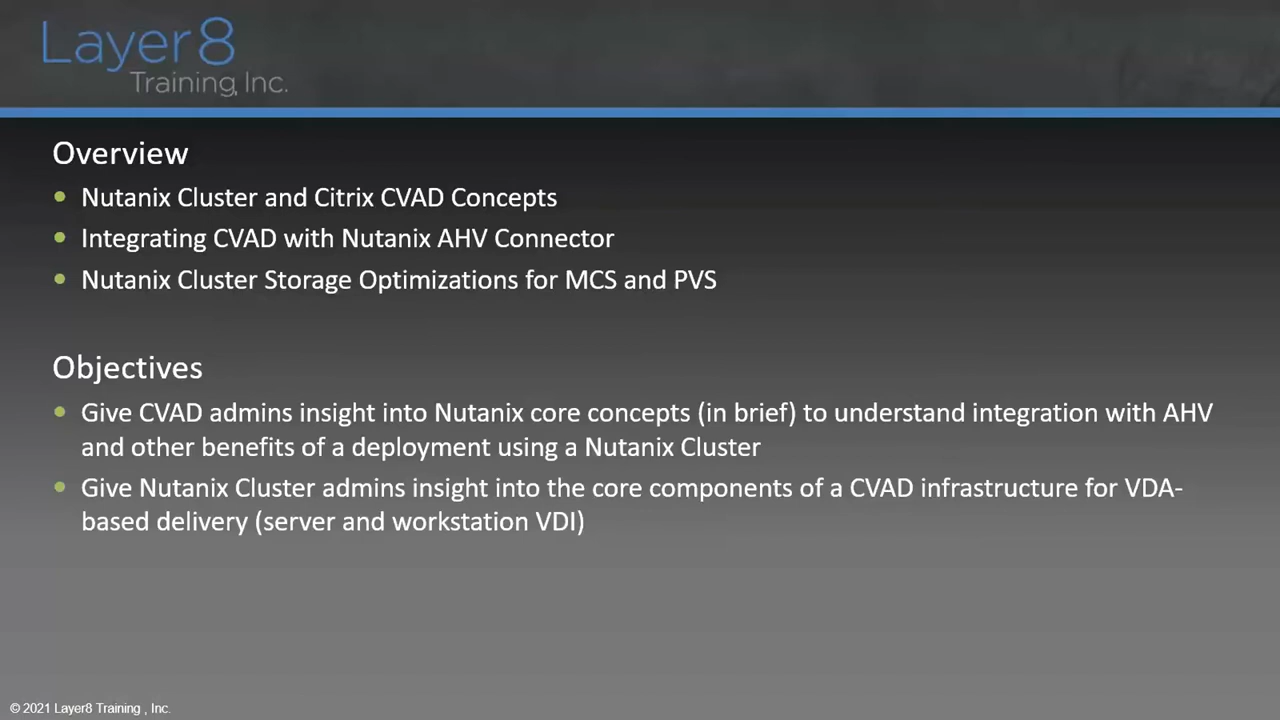 Layer8
Training, Inc.
Overview
Nutanix Cluster and Citrix CVAD Concepts
Integrating CVAD with Nutanix AHV Connector
Nutanix Cluster Storage Optimizations for MCS and PVS
Objectives
Give CVAD admins insight into Nutanix core concepts (in brief) to understand integration with AHV
and other benefits of a deployment using a Nutanix Cluster
Give Nutanix Cluster admins insight into the core components of a CVAD infrastructure for VDA-
based delivery (server and workstation VDI)
© 2021 Layer8 Training , Inc.